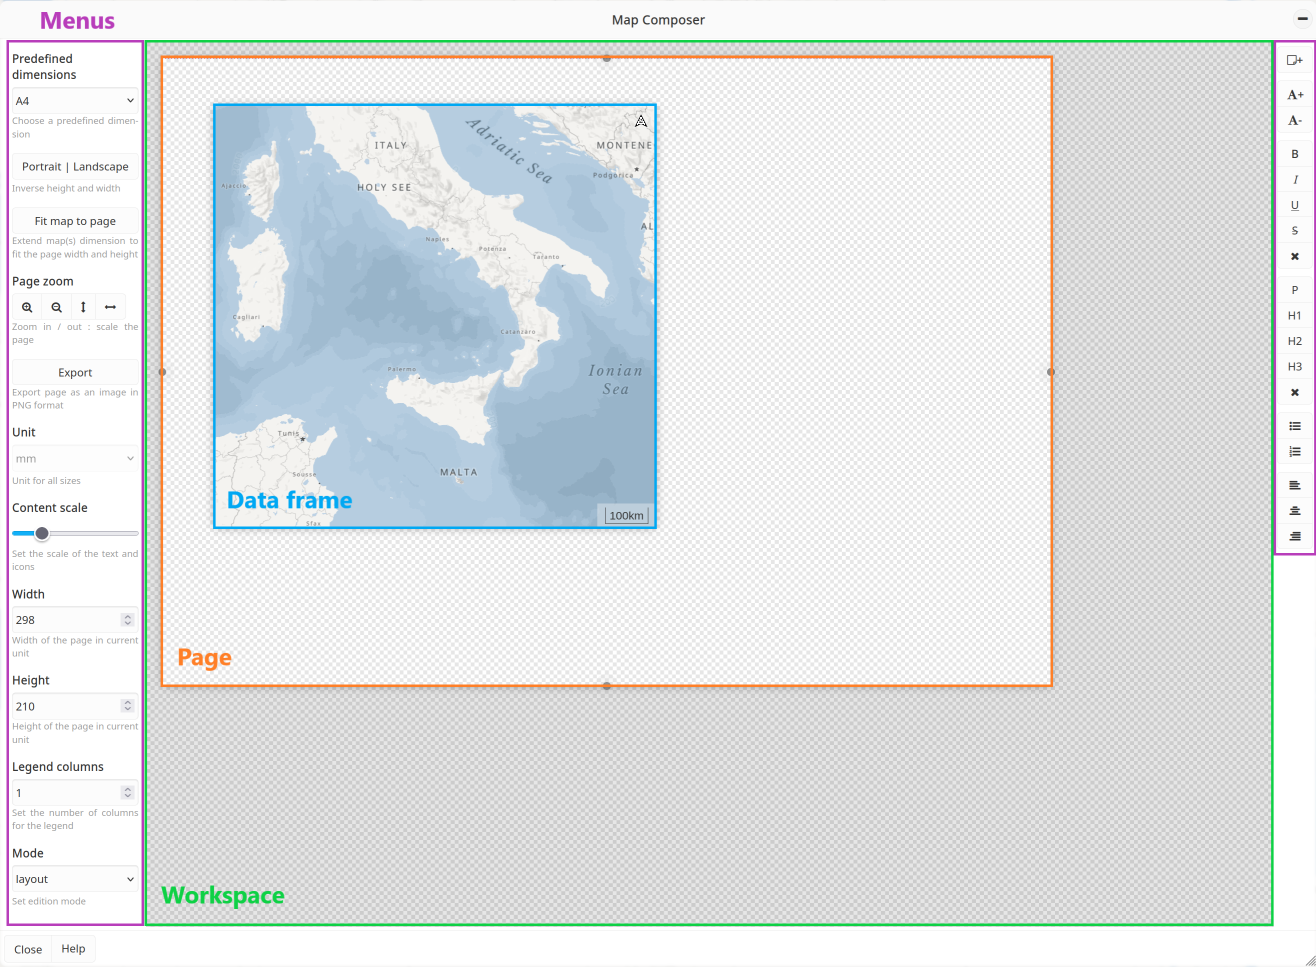 Menus
Map Composer
Predefined
dimensions
A4
Choose a predefined dimen-
sion
Portrait | Landscape
Inverse height and width
Fit map to page
Extend map(s) dimension to
fit the page width and height
Page zoom
Zoom in / out : scale the
page
Export
Export page as an image in
PNG format
Unit
mm
Unit for all sizes
Content scale
Set the scale of the text and
icons
Width
298
Width of the page in current
unit
Height
210
Height of the page in current
unit
Legend columns
1
Set the number of columns
for the legend
Mode
layout
Set edition mode
Close
Help
Adriatic Sea
ITALY
MONTENE
HOLY SEE
Podgorica
Ajaccio
AL
Naples
Potenza
Taranto
Cagliari
Catanzaro
Palermo
Ionian
Sea
Tunis
MALTA
Sousse
Sfax
Data frame
100km
Page
Workspace
A+
A-
B
I
U
S
P
H1
H2
H3